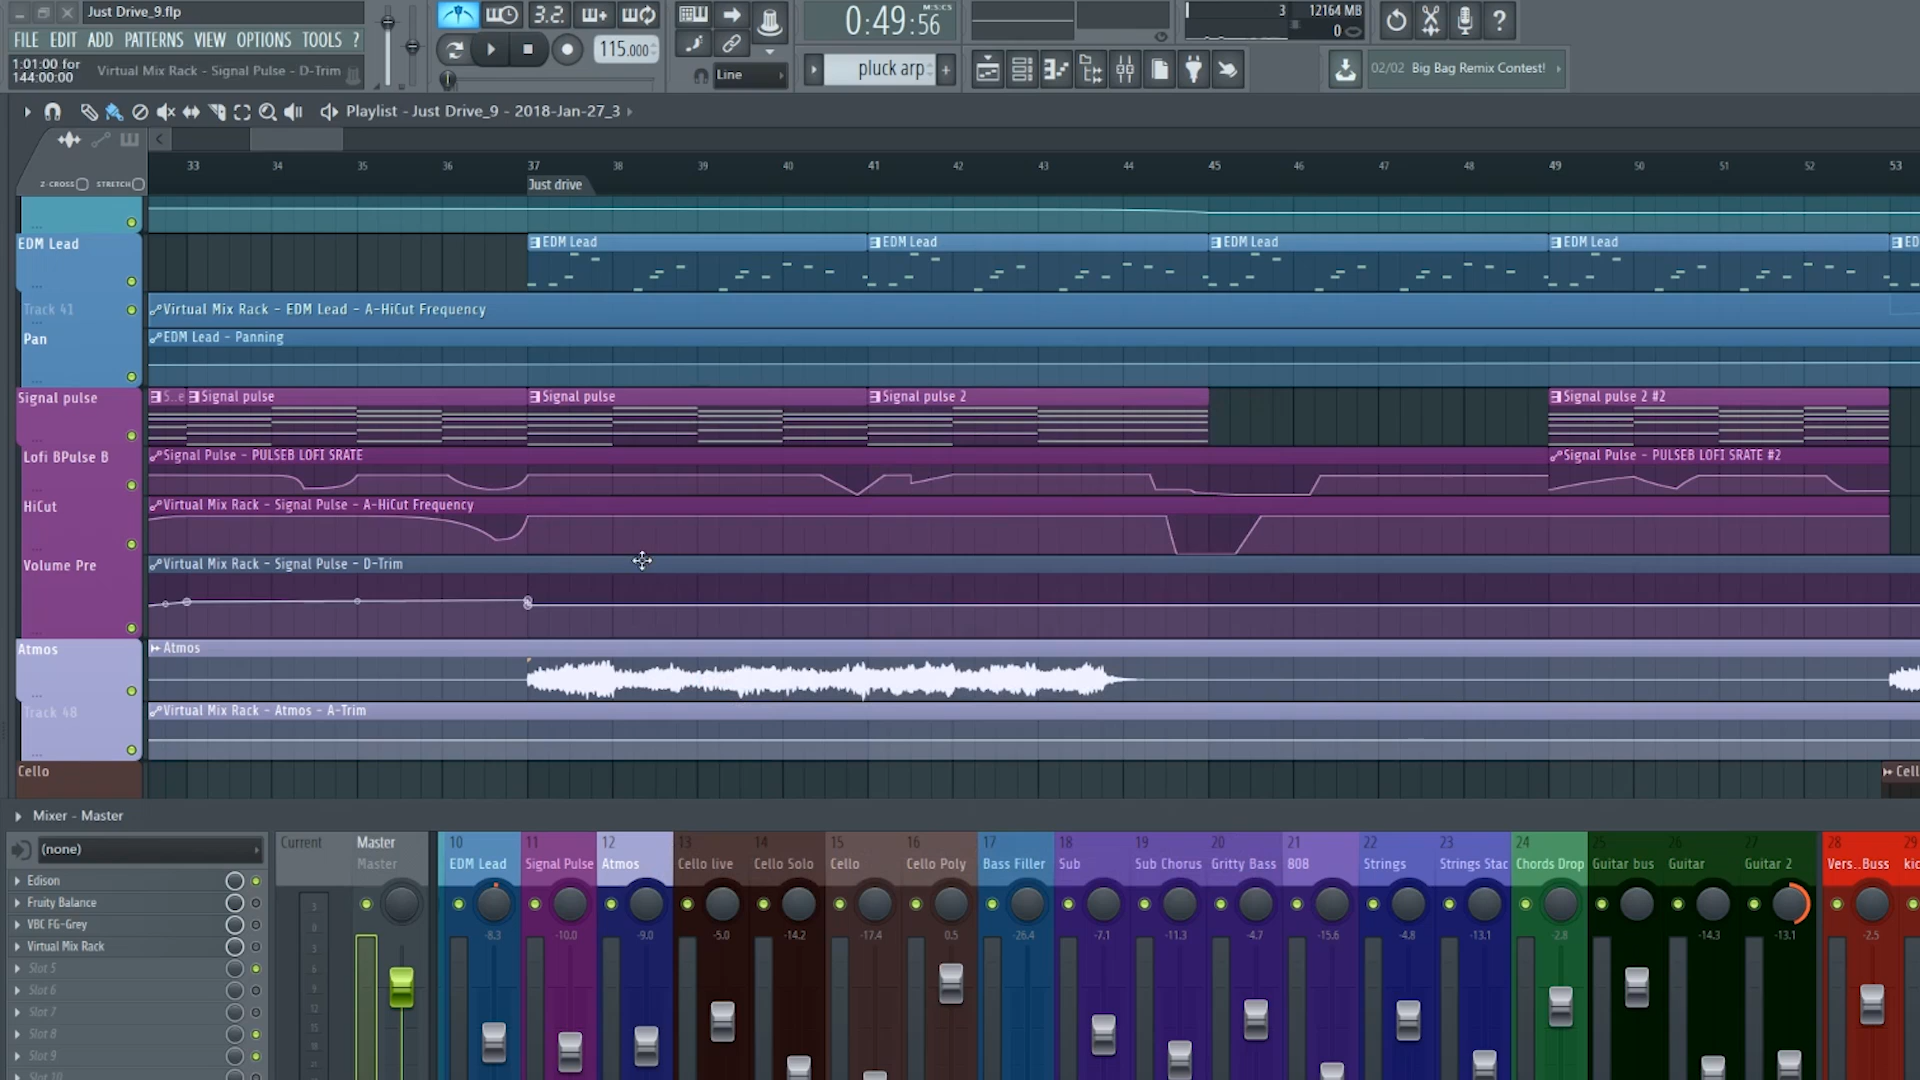 Just Drive_9.flp
FILE EDIT ADD PATTERNS VIEW OPTIONS TOOLS ?
1:01:00 for
144:00:00
Virtual Mix Rack - Signal Pulse - D-Trim
3.2.
115.000
Line
0:49:56
M:S:CS
pluck arp
3
12164 MB
0
02/02 Big Bag Remix Contest!
Playlist - Just Drive_9 - 2018-Jan-27_3
Z-CROSS STRETCH
33 34 35 36 37 38 39 40 41 42 43 44 45 46 47 48 49 50 51 52 53
Just drive
EDM Lead
EDM Lead EDM Lead EDM Lead EDM Lead ED
Track 41
Virtual Mix Rack - EDM Lead - A-HiCut Frequency
Pan
EDM Lead - Panning
Signal pulse
S..e Signal pulse Signal pulse Signal pulse 2 Signal pulse 2 #2
Lofi BPulse B
Signal Pulse - PULSEB LOFI SRATE Signal Pulse - PULSEB LOFI SRATE #2
HiCut
Virtual Mix Rack - Signal Pulse - A-HiCut Frequency
Volume Pre
Virtual Mix Rack - Signal Pulse - D-Trim
Atmos
Atmos
Track 48
Virtual Mix Rack - Atmos - A-Trim
Cello
Cell
Mixer - Master
(none)
Edison
Fruity Balance
VBC FG-Grey
Virtual Mix Rack
Slot 5
Slot 6
Slot 7
Slot 8
Slot 9
Slot 10
Current
Master
Master
10 11 12 13 14 15 16 17 18 19 20 21 22 23 24 25 26 27 28 29
EDM Lead Signal Pulse Atmos Cello live Cello Solo Cello Cello Poly Bass Filler Sub Sub Chorus Gritty Bass 808 Strings Strings Stac Chords Drop Guitar bus Guitar Guitar 2 Vers..Buss kic
-8.3 -10.0 -9.0 -5.0 -14.2 -17.4 0.5 -26.4 -7.1 -11.3 -4.7 -15.6 -4.8 -13.1 -2.8 -14.3 -13.1 -2.5